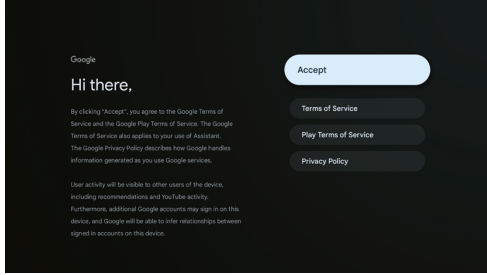 Google
Hi there,
By clicking "Accept", you agree to the Google Terms of
Service and the Google Play Terms of Service. The Google
Terms of Service also applies to your use of Assistant.
The Google Privacy Policy describes how Google handles
information generated as you use Google services.
User activity will be visible to other users of the device,
including recommendations and YouTube activity.
Furthermore, additional Google accounts may sign in on this
device, and Google will be able to infer relationships between
signed in accounts on this device.
Accept
Terms of Service
Play Terms of Service
Privacy Policy